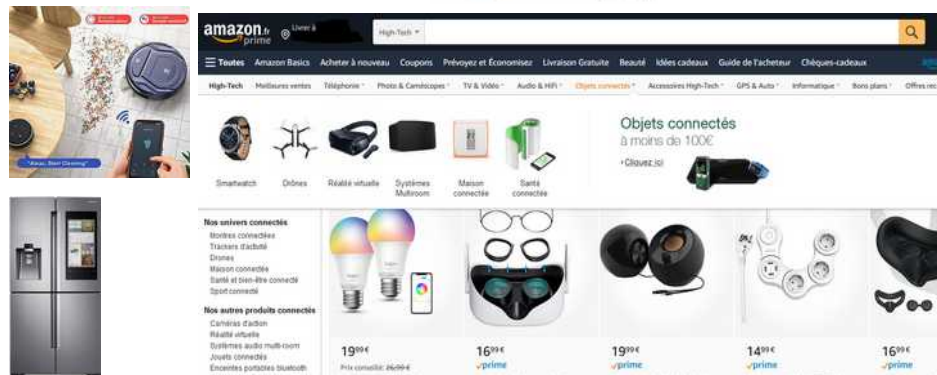 "Alexa, Start Cleaning"
amazon.fr
prime
Livrer à
High-Tech
Toutes Amazon Basics Acheter à nouveau Coupons Prévoyez et Économisez Livraison Gratuite Beauté Idées cadeaux Guide de l'acheteur Chèques-cadeaux
High-Tech Meilleures ventes Téléphonie Photo & Caméscopes TV & Vidéo Audio & HiFi Objets connectés Accessoires High-Tech GPS & Auto Informatique Bons plans Offres rec
Objets connectés
à moins de 100€
Cliquez ici
Smartwatch Drônes Réalité virtuelle Systèmes Multiroom Maison connectée Santé connectée
Nos univers connectés
Montres connectées
Trackers d'activité
Drones
Maison connectée
Santé et bien-être connecté
Sport connecté
Nos autres produits connectés
Caméras d'action
Réalité virtuelle
Systèmes audio multi-room
Jouets connectés
Enceintes portables bluetooth
19,99 € 16,99 € 19,99 € 14,99 € 16,99 €
Prix conseillé: 26,99 € prime prime prime prime